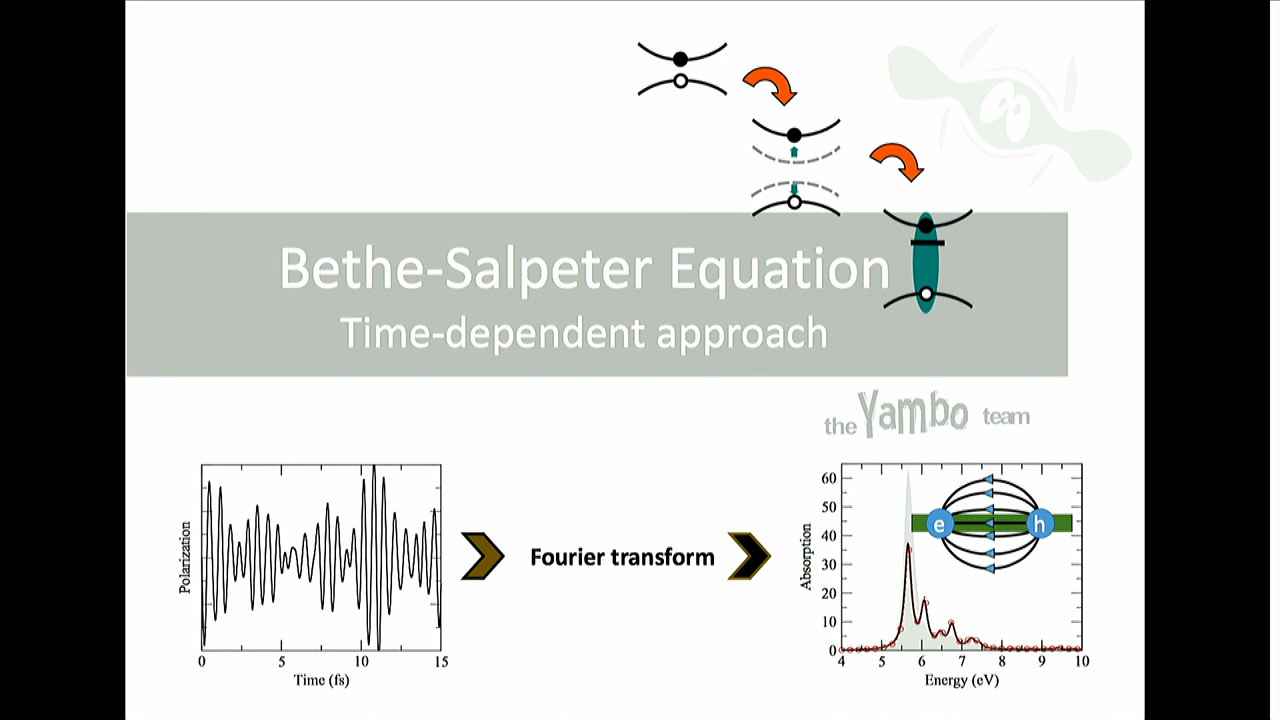 Bethe-Salpeter Equation
Time-dependent approach
the Yambo team
Polarization
0 5 10 15
Time (fs)
Fourier transform
Absorption
60
50
40
30
20
10
0
4 5 6 7 8 9 10
Energy (eV)
e h